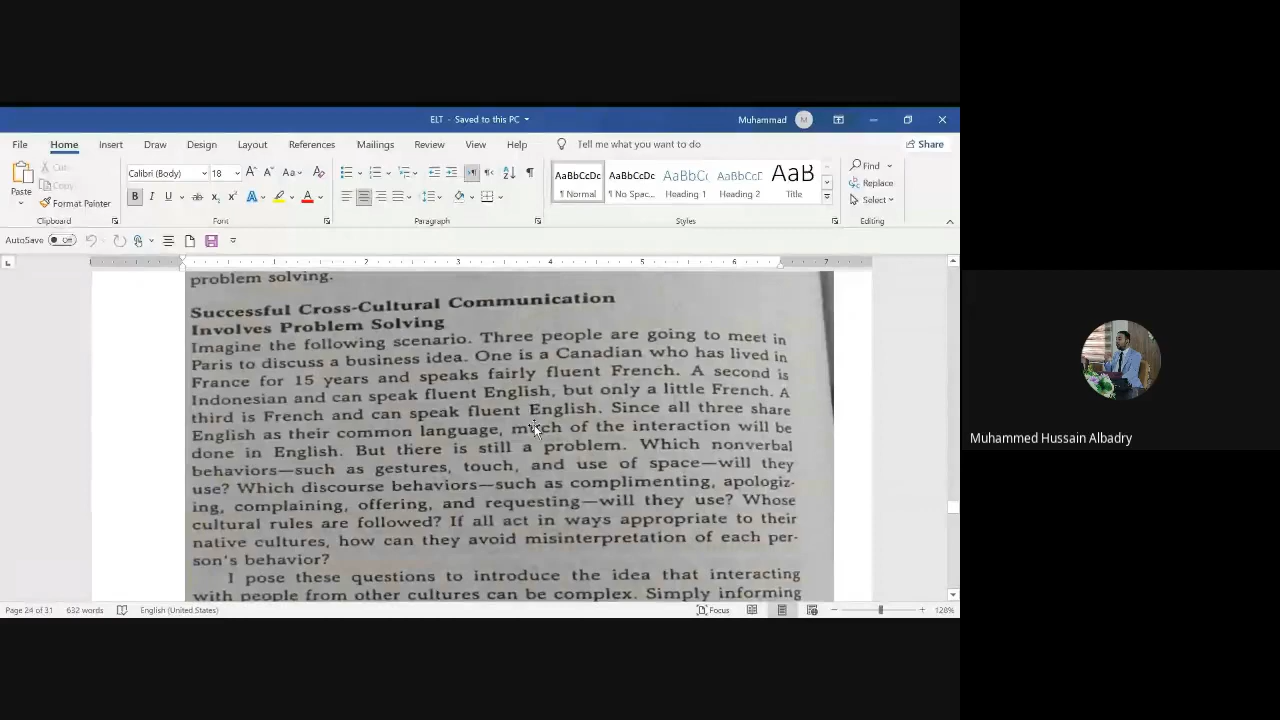 ELT - Saved to this PC
Muhammad M
File Home Insert Draw Design Layout References Mailings Review View Help Tell me what you want to do Share
Paste
Cut
Copy
Format Painter
Clipboard
Calibri (Body) 18
Font
Paragraph
AaBbCcDc AaBbCcDc AaBbCc AaBbCcC AaB
¶ Normal ¶ No Spac... Heading 1 Heading 2 Title
Styles
Find
Replace
Select
Editing
AutoSave Off
1 2 3 4 5 6 7
problem solving.
Successful Cross-Cultural Communication
Involves Problem Solving
Imagine the following scenario. Three people are going to meet in
Paris to discuss a business idea. One is a Canadian who has lived in
France for 15 years and speaks fairly fluent French. A second is
Indonesian and can speak fluent English, but only a little French. A
third is French and can speak fluent English. Since all three share
English as their common language, much of the interaction will be
done in English. But there is still a problem. Which nonverbal
behaviors—such as gestures, touch, and use of space—will they
use? Which discourse behaviors—such as complimenting, apologiz-
ing, complaining, offering, and requesting—will they use? Whose
cultural rules are followed? If all act in ways appropriate to their
native cultures, how can they avoid misinterpretation of each per-
son's behavior?
I pose these questions to introduce the idea that interacting
with people from other cultures can be complex. Simply informing
Page 24 of 31 632 words English (United States) Focus 128%
Muhammed Hussain Albadry